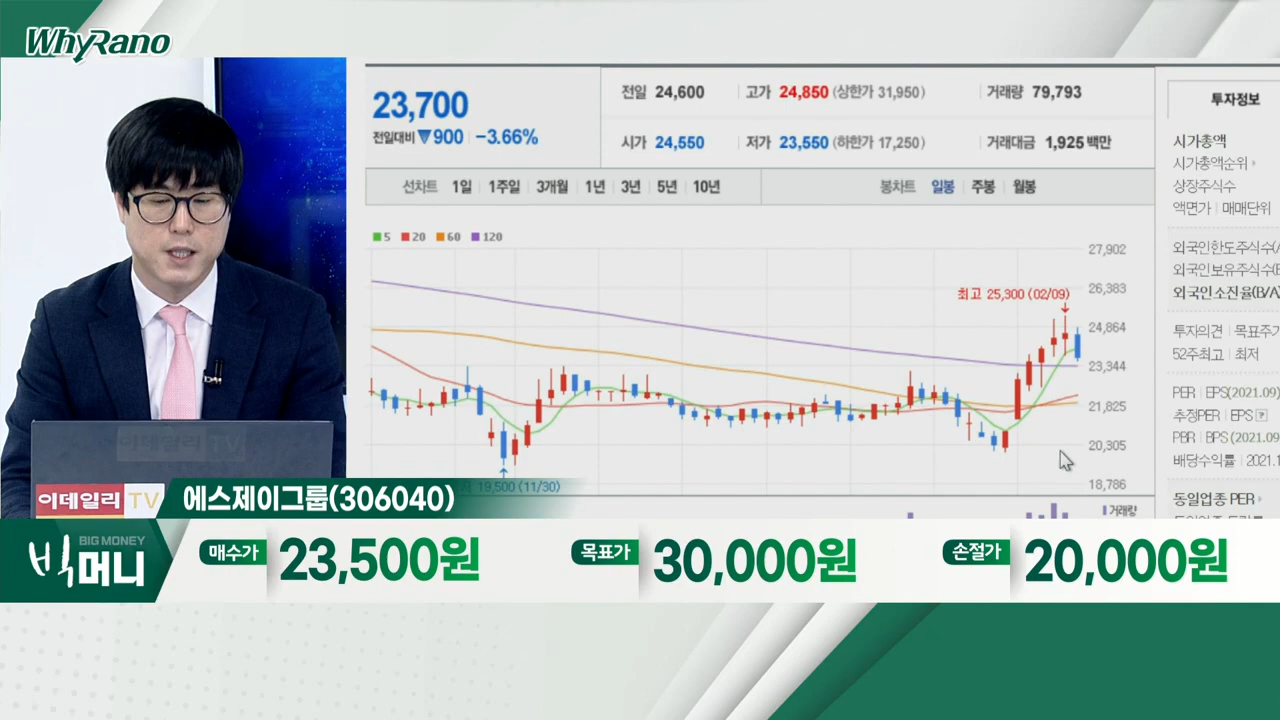 WhyRano
23,700
전일대비 ▼900 -3.66%
전일 24,600
고가 24,850 (상한가 31,950)
거래량 79,793
시가 24,550
저가 23,550 (하한가 17,250)
거래대금 1,925 백만
선차트 1일 1주일 3개월 1년 3년 5년 10년
봉차트 일봉 주봉 월봉
5 20 60 120
27,902
최고 25,300 (02/09)
26,383
24,864
23,344
21,825
20,305
18,786
19,500 (11/30)
거래량
투자정보
시가총액
시가총액순위
상장주식수
액면가 매매단위
외국인한도주식수(A
외국인보유주식수(B
외국인소진율(B/A)
투자의견 목표주가
52주최고 최저
PER EPS(2021.09)
추정PER EPS
PBR BPS (2021.09
배당수익률 2021.1
동일업종 PER
이데일리 TV
이데일리 TV
에스제이그룹(306040)
BIG MONEY
빅머니
매수가 23,500원
목표가 30,000원
손절가 20,000원